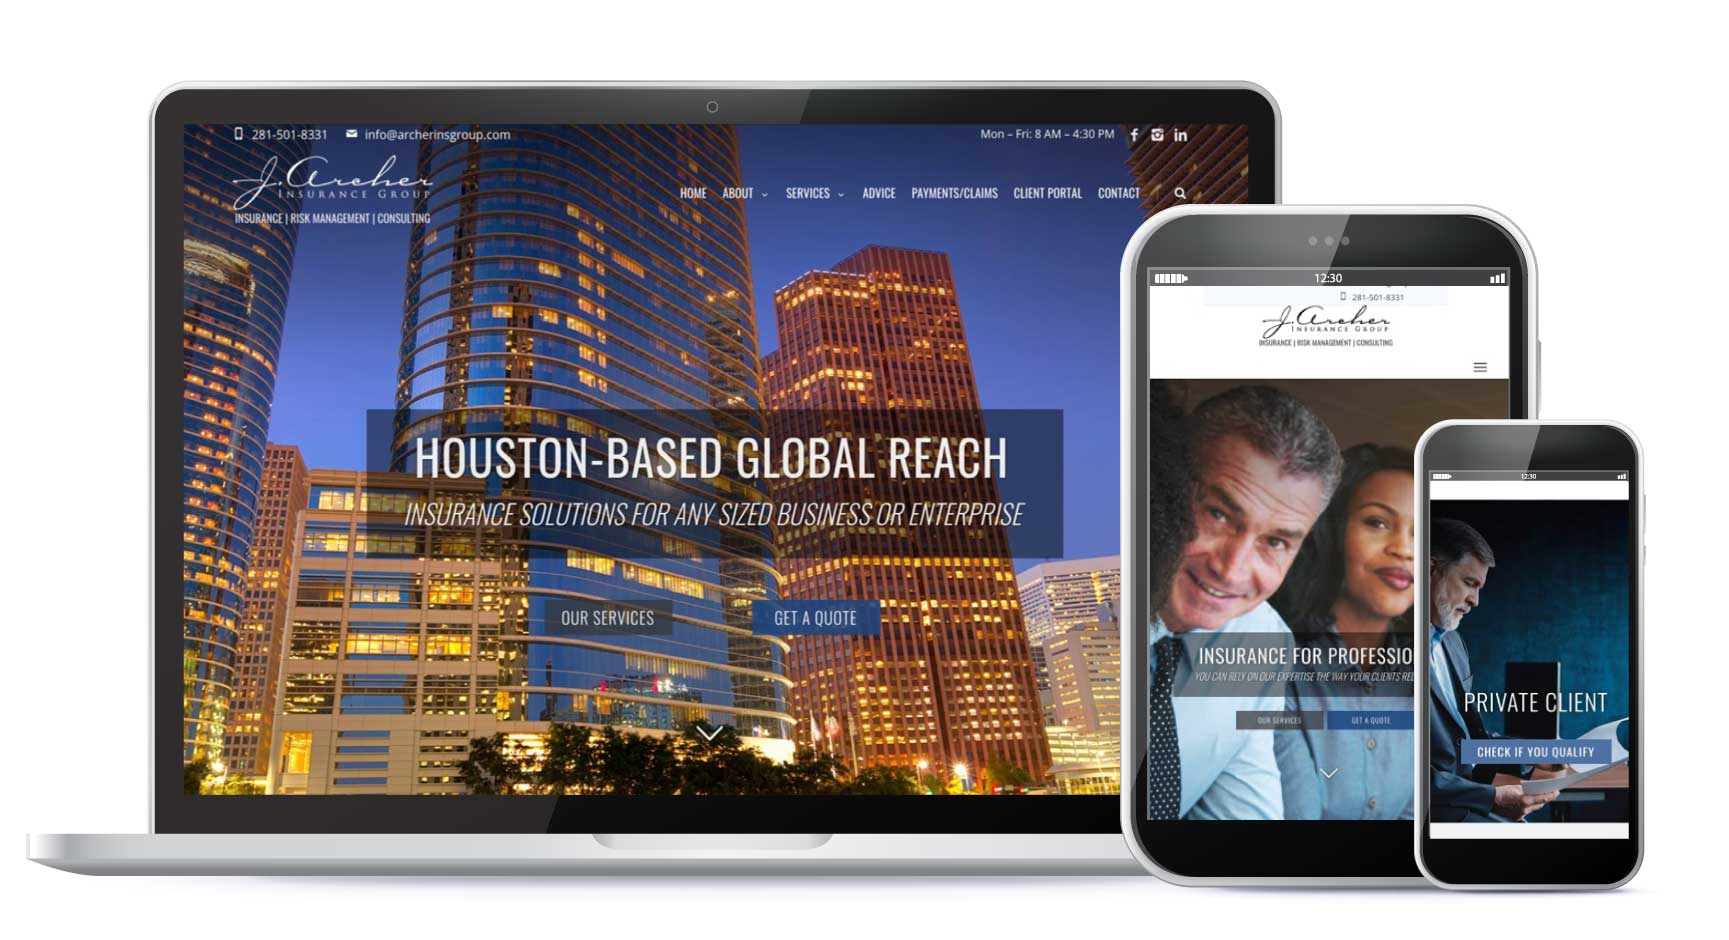 281-501-8331 info@archerinsgroup.com Mon – Fri: 8 AM – 4:30 PM
J. Archer
INSURANCE GROUP
INSURANCE | RISK MANAGEMENT | CONSULTING
HOME ABOUT SERVICES ADVICE PAYMENTS/CLAIMS CLIENT PORTAL CONTACT
HOUSTON-BASED GLOBAL REACH
INSURANCE SOLUTIONS FOR ANY SIZED BUSINESS OR ENTERPRISE
OUR SERVICES GET A QUOTE
12:30
281-501-8331
J. Archer
INSURANCE GROUP
INSURANCE | RISK MANAGEMENT | CONSULTING
INSURANCE FOR PROFESSIO
YOU CAN RELY ON OUR EXPERTISE THE WAY YOUR CLIENTS REL
OUR SERVICES GET A QUOTE
12:30
PRIVATE CLIENT
CHECK IF YOU QUALIFY